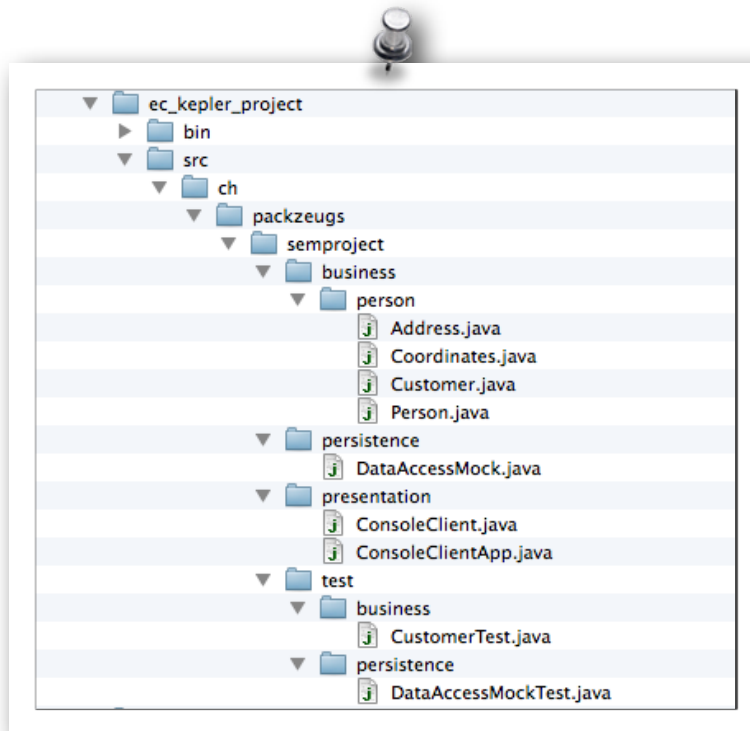 ec_kepler_project
bin
src
ch
packzeugs
semproject
business
person
Address.java
Coordinates.java
Customer.java
Person.java
persistence
DataAccessMock.java
presentation
ConsoleClient.java
ConsoleClientApp.java
test
business
CustomerTest.java
persistence
DataAccessMockTest.java